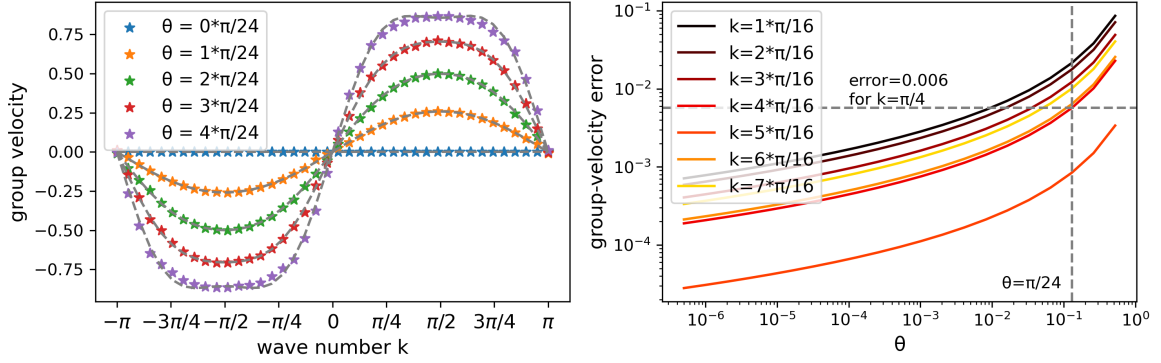 group velocity
0.75
0.50
0.25
0.00
−0.25
−0.50
−0.75
θ = 0*π/24
θ = 1*π/24
θ = 2*π/24
θ = 3*π/24
θ = 4*π/24
−π
−3π/4
−π/2
−π/4
0
π/4
π/2
3π/4
π
wave number k
group-velocity error
10⁻¹
10⁻²
10⁻³
10⁻⁴
k=1*π/16
k=2*π/16
k=3*π/16
k=4*π/16
k=5*π/16
k=6*π/16
k=7*π/16
error=0.006
for k=π/4
θ=π/24
10⁻⁶
10⁻⁵
10⁻⁴
10⁻³
10⁻²
10⁻¹
10⁰
θ